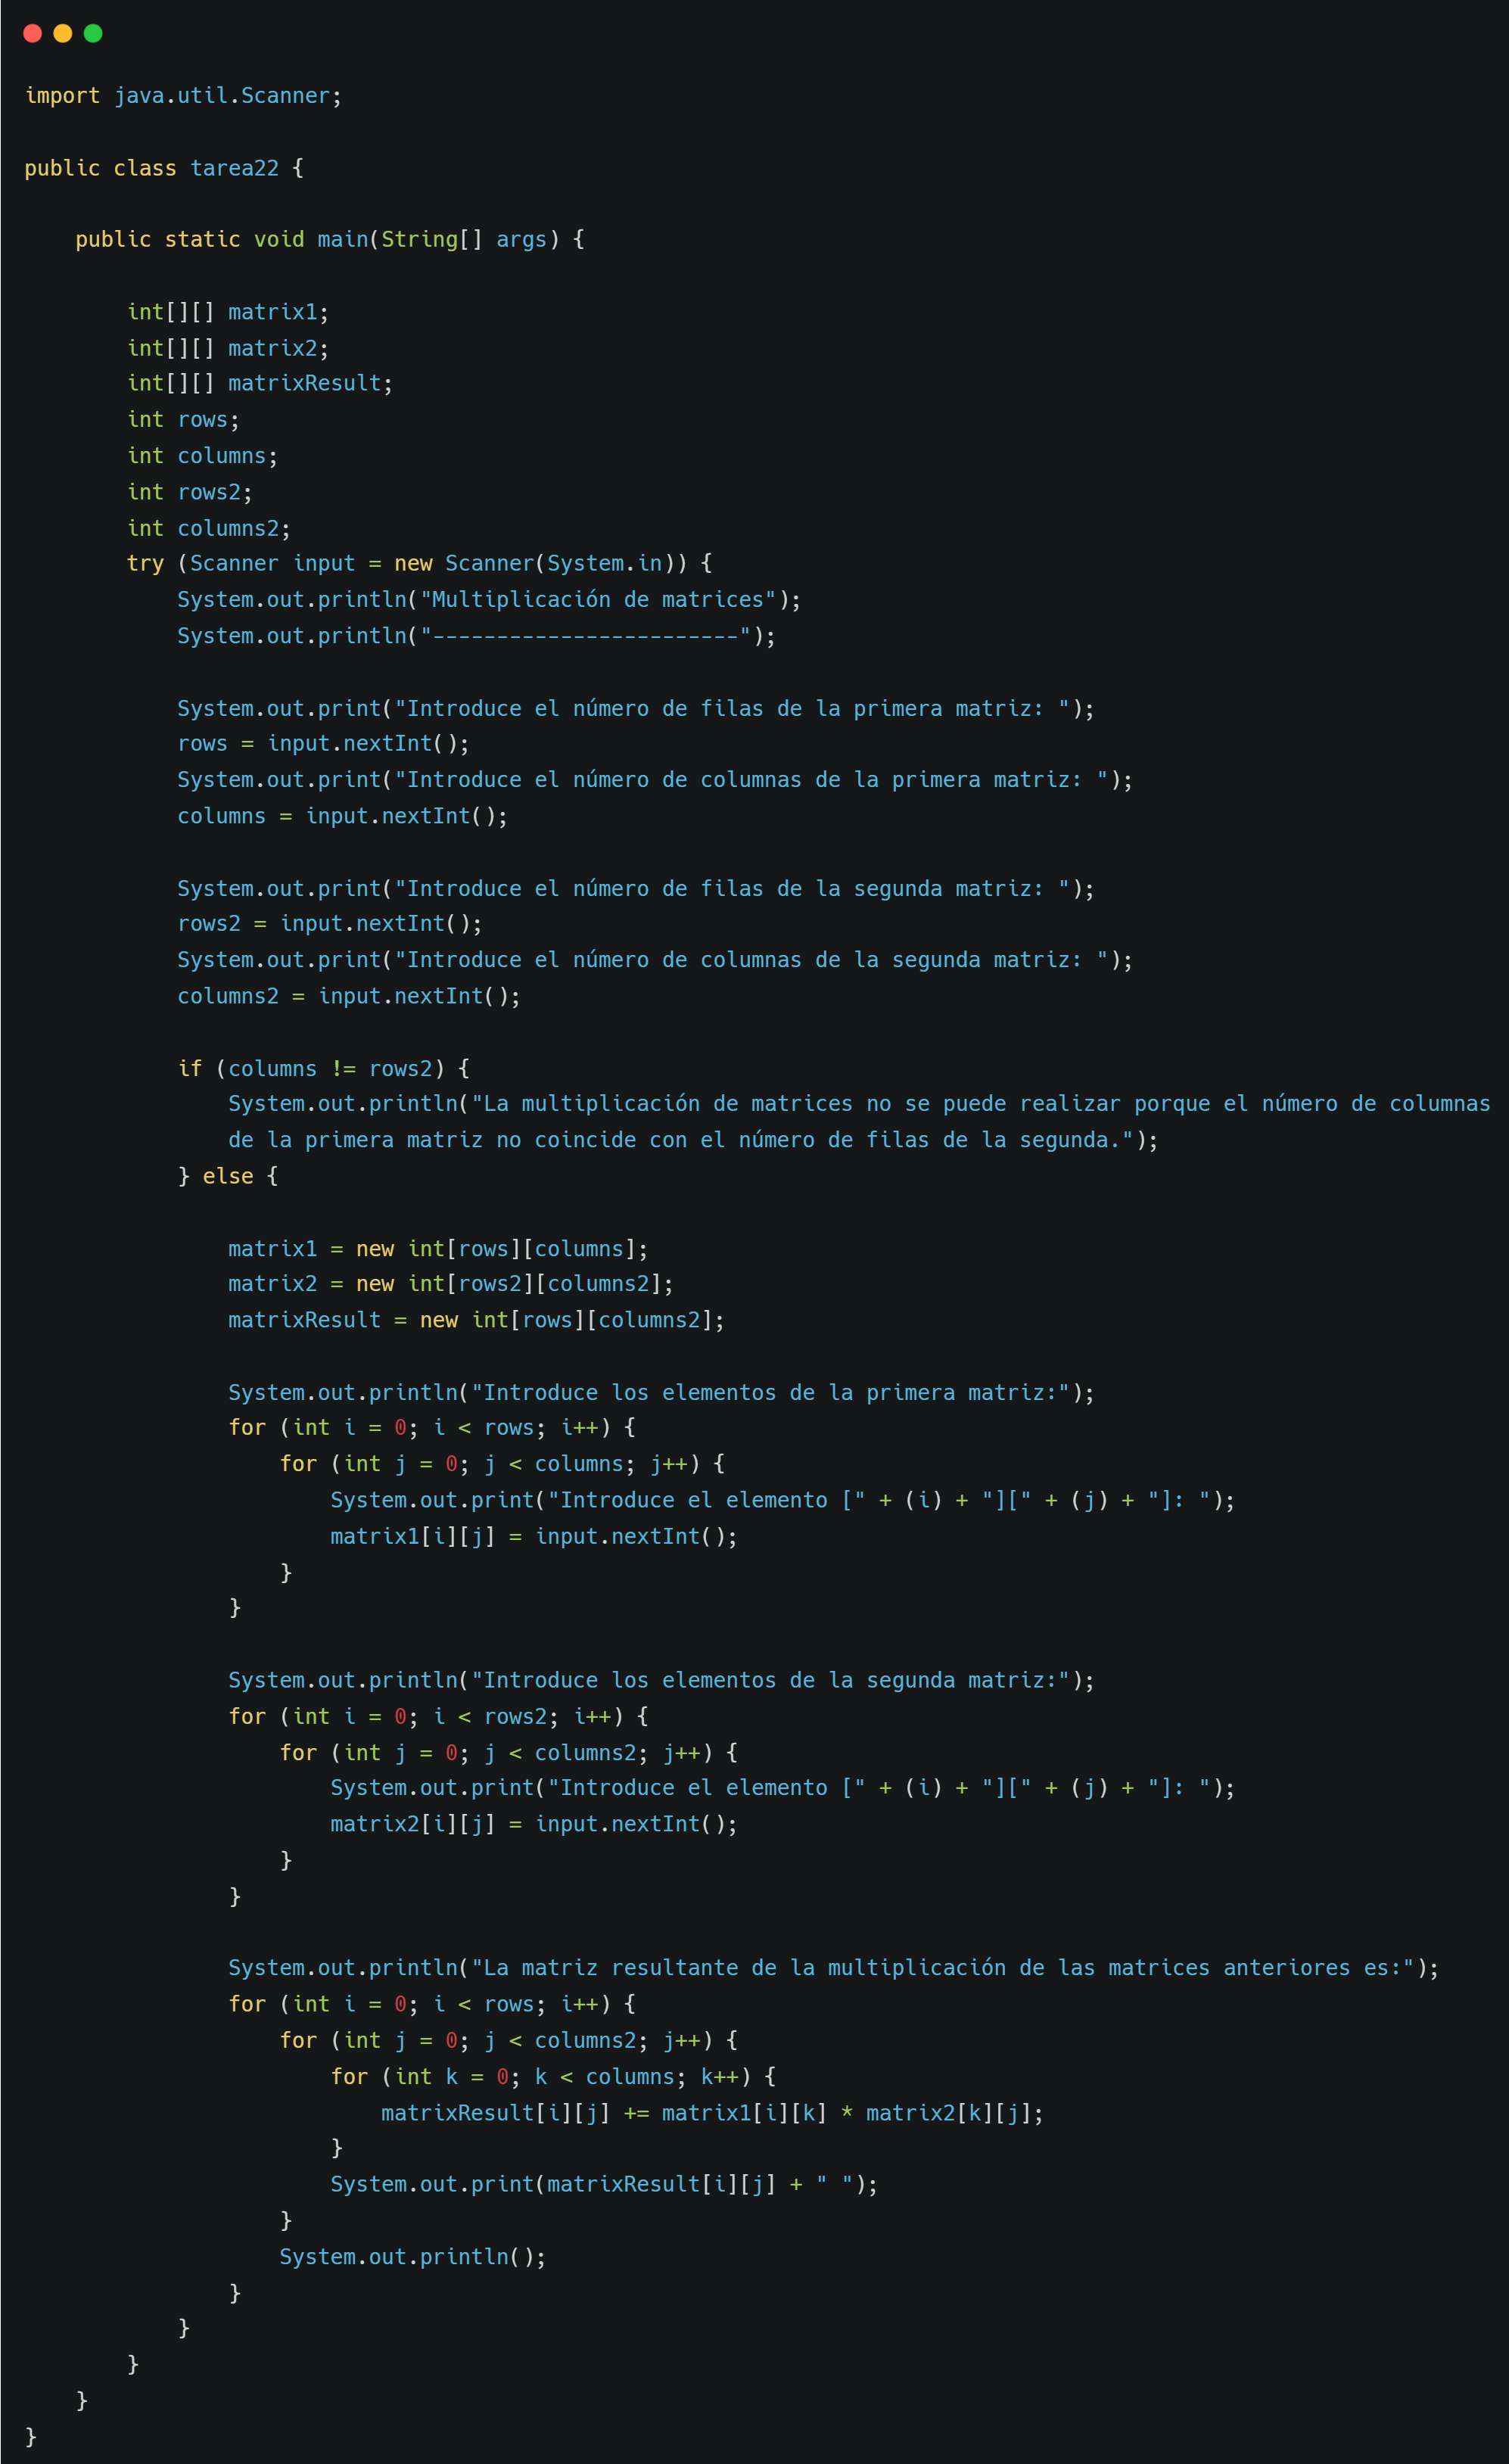 import java.util.Scanner;

public class tarea22 {

    public static void main(String[] args) {

        int[][] matrix1;
        int[][] matrix2;
        int[][] matrixResult;
        int rows;
        int columns;
        int rows2;
        int columns2;
        try (Scanner input = new Scanner(System.in)) {
            System.out.println("Multiplicación de matrices");
            System.out.println("------------------------");

            System.out.print("Introduce el número de filas de la primera matriz: ");
            rows = input.nextInt();
            System.out.print("Introduce el número de columnas de la primera matriz: ");
            columns = input.nextInt();

            System.out.print("Introduce el número de filas de la segunda matriz: ");
            rows2 = input.nextInt();
            System.out.print("Introduce el número de columnas de la segunda matriz: ");
            columns2 = input.nextInt();

            if (columns != rows2) {
                System.out.println("La multiplicación de matrices no se puede realizar porque el número de columnas
                de la primera matriz no coincide con el número de filas de la segunda.");
            } else {

                matrix1 = new int[rows][columns];
                matrix2 = new int[rows2][columns2];
                matrixResult = new int[rows][columns2];

                System.out.println("Introduce los elementos de la primera matriz:");
                for (int i = 0; i < rows; i++) {
                    for (int j = 0; j < columns; j++) {
                        System.out.print("Introduce el elemento [" + (i) + "][" + (j) + "]: ");
                        matrix1[i][j] = input.nextInt();
                    }
                }

                System.out.println("Introduce los elementos de la segunda matriz:");
                for (int i = 0; i < rows2; i++) {
                    for (int j = 0; j < columns2; j++) {
                        System.out.print("Introduce el elemento [" + (i) + "][" + (j) + "]: ");
                        matrix2[i][j] = input.nextInt();
                    }
                }

                System.out.println("La matriz resultante de la multiplicación de las matrices anteriores es:");
                for (int i = 0; i < rows; i++) {
                    for (int j = 0; j < columns2; j++) {
                        for (int k = 0; k < columns; k++) {
                            matrixResult[i][j] += matrix1[i][k] * matrix2[k][j];
                        }
                        System.out.print(matrixResult[i][j] + " ");
                    }
                    System.out.println();
                }
            }
        }
    }
}